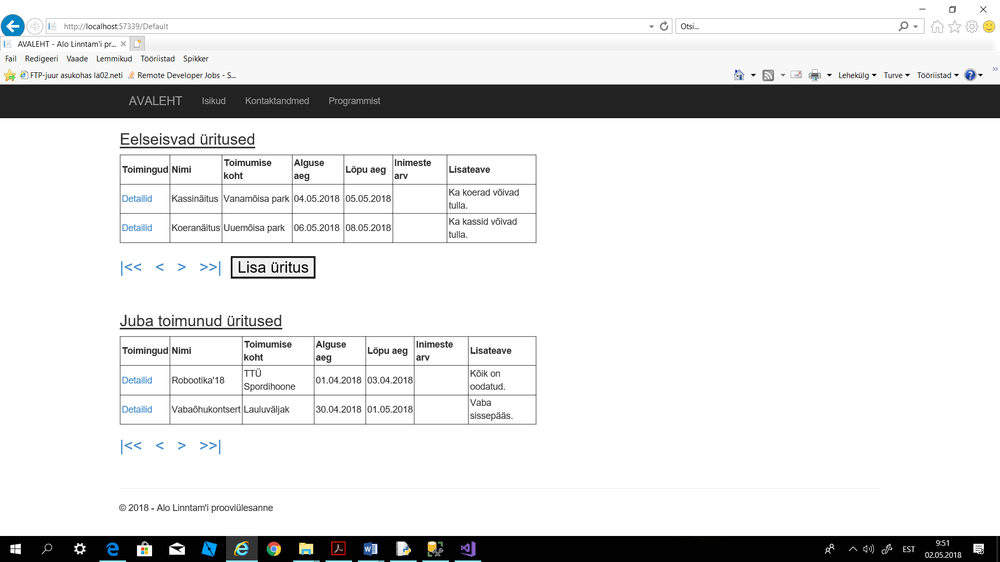 http://localhost:57339/Default
Otsi...
AVALEHT - Alo Linntam'i pr...
Fail Redigeeri Vaade Lemmikud Tööriistad Spikker
FTP-juur asukohas la02.neti Remote Developer Jobs - S...
Lehekülg Turve Tööriistad
AVALEHT Isikud Kontaktandmed Programmist
Eelseisvad üritused
Toimingud Nimi Toimumise koht Alguse aeg Lõpu aeg Inimeste arv Lisateave
Detailid Kassinäitus Vanamõisa park 04.05.2018 05.05.2018 Ka koerad võivad tulla.
Detailid Koeranäitus Uuemõisa park 06.05.2018 08.05.2018 Ka kassid võivad tulla.
|<< < > >>| Lisa üritus
Juba toimunud üritused
Toimingud Nimi Toimumise koht Alguse aeg Lõpu aeg Inimeste arv Lisateave
Detailid Robootika'18 TTÜ Spordihoone 01.04.2018 03.04.2018 Kõik on oodatud.
Detailid Vabaõhukontsert Lauluväljak 30.04.2018 01.05.2018 Vaba sissepääs.
|<< < > >>|
© 2018 - Alo Linntam'i prooviülesanne
EST
9:51
02.05.2018